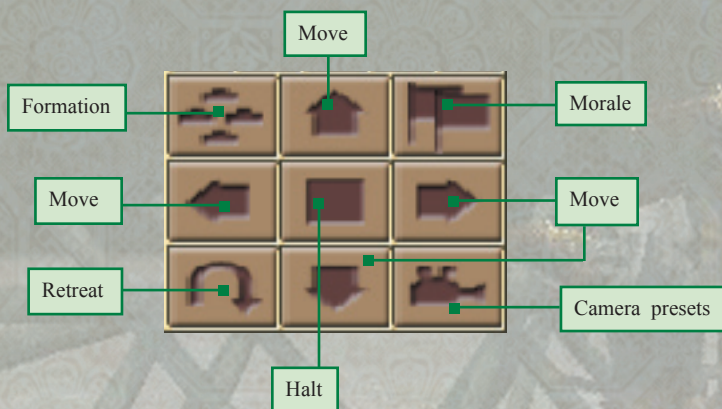 Move
Formation
Morale
Move
Move
Retreat
Camera presets
Halt